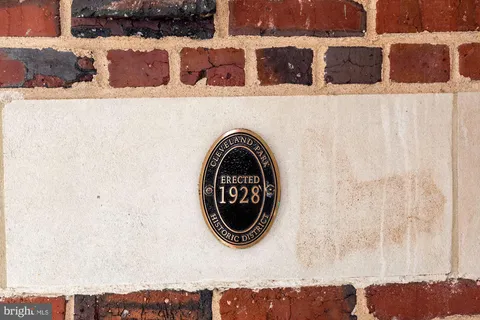 CLEVELAND PARK
ERECTED
1928
HISTORIC DISTRICT
bright MLS